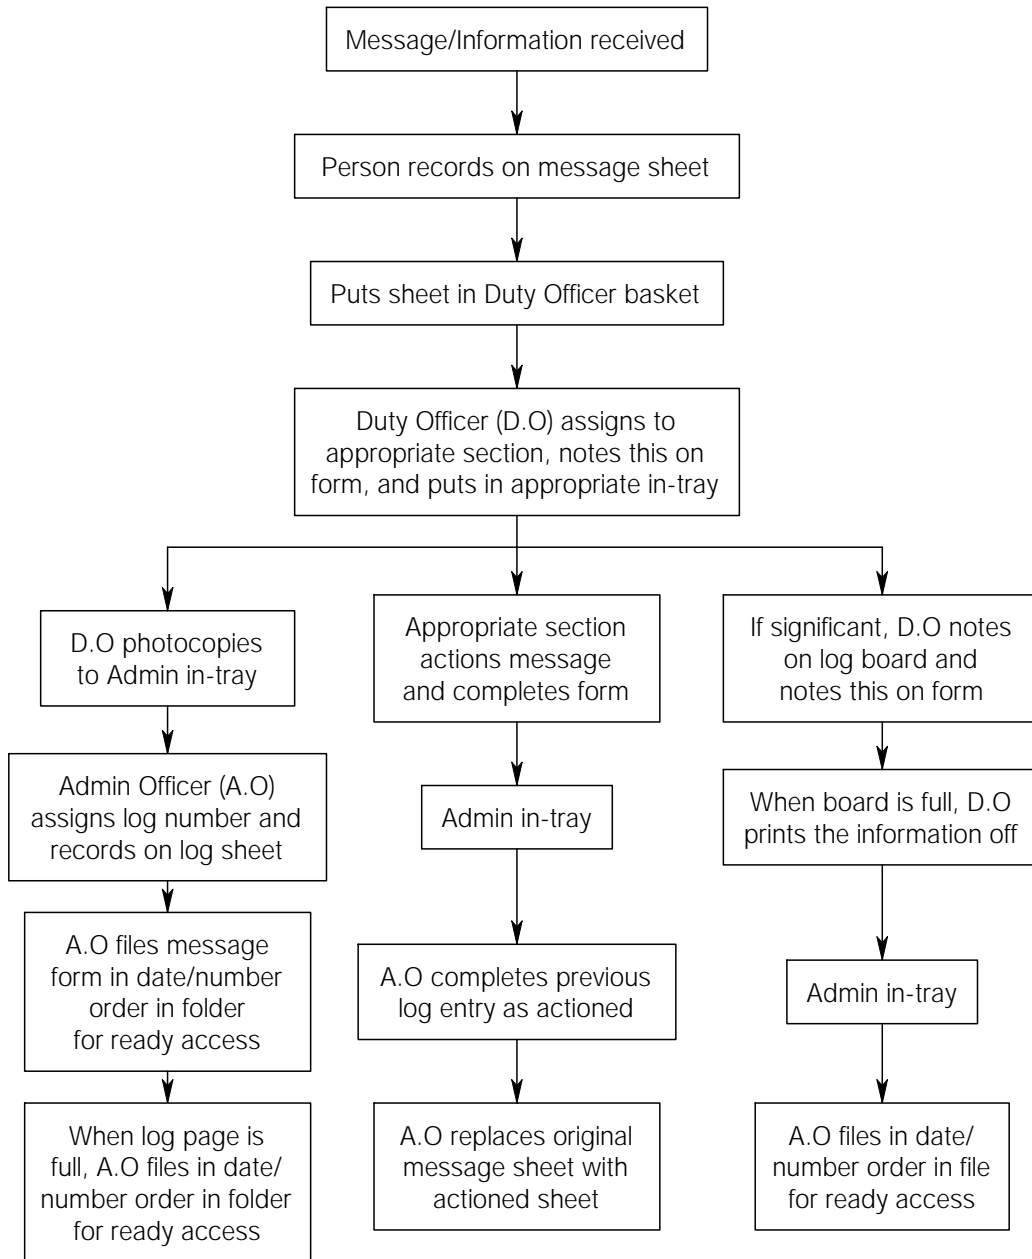 Message/Information received
Person records on message sheet
Puts sheet in Duty Officer basket
Duty Officer (D.O) assigns to
appropriate section, notes this on
form, and puts in appropriate in-tray
D.O photocopies
to Admin in-tray
Admin Officer (A.O)
assigns log number and
records on log sheet
A.O files message
form in date/number
order in folder
for ready access
When log page is
full, A.O files in date/
number order in folder
for ready access
Appropriate section
actions message
and completes form
Admin in-tray
A.O completes previous
log entry as actioned
A.O replaces original
message sheet with
actioned sheet
If significant, D.O notes
on log board and
notes this on form
When board is full, D.O
prints the information off
Admin in-tray
A.O files in date/
number order in file
for ready access